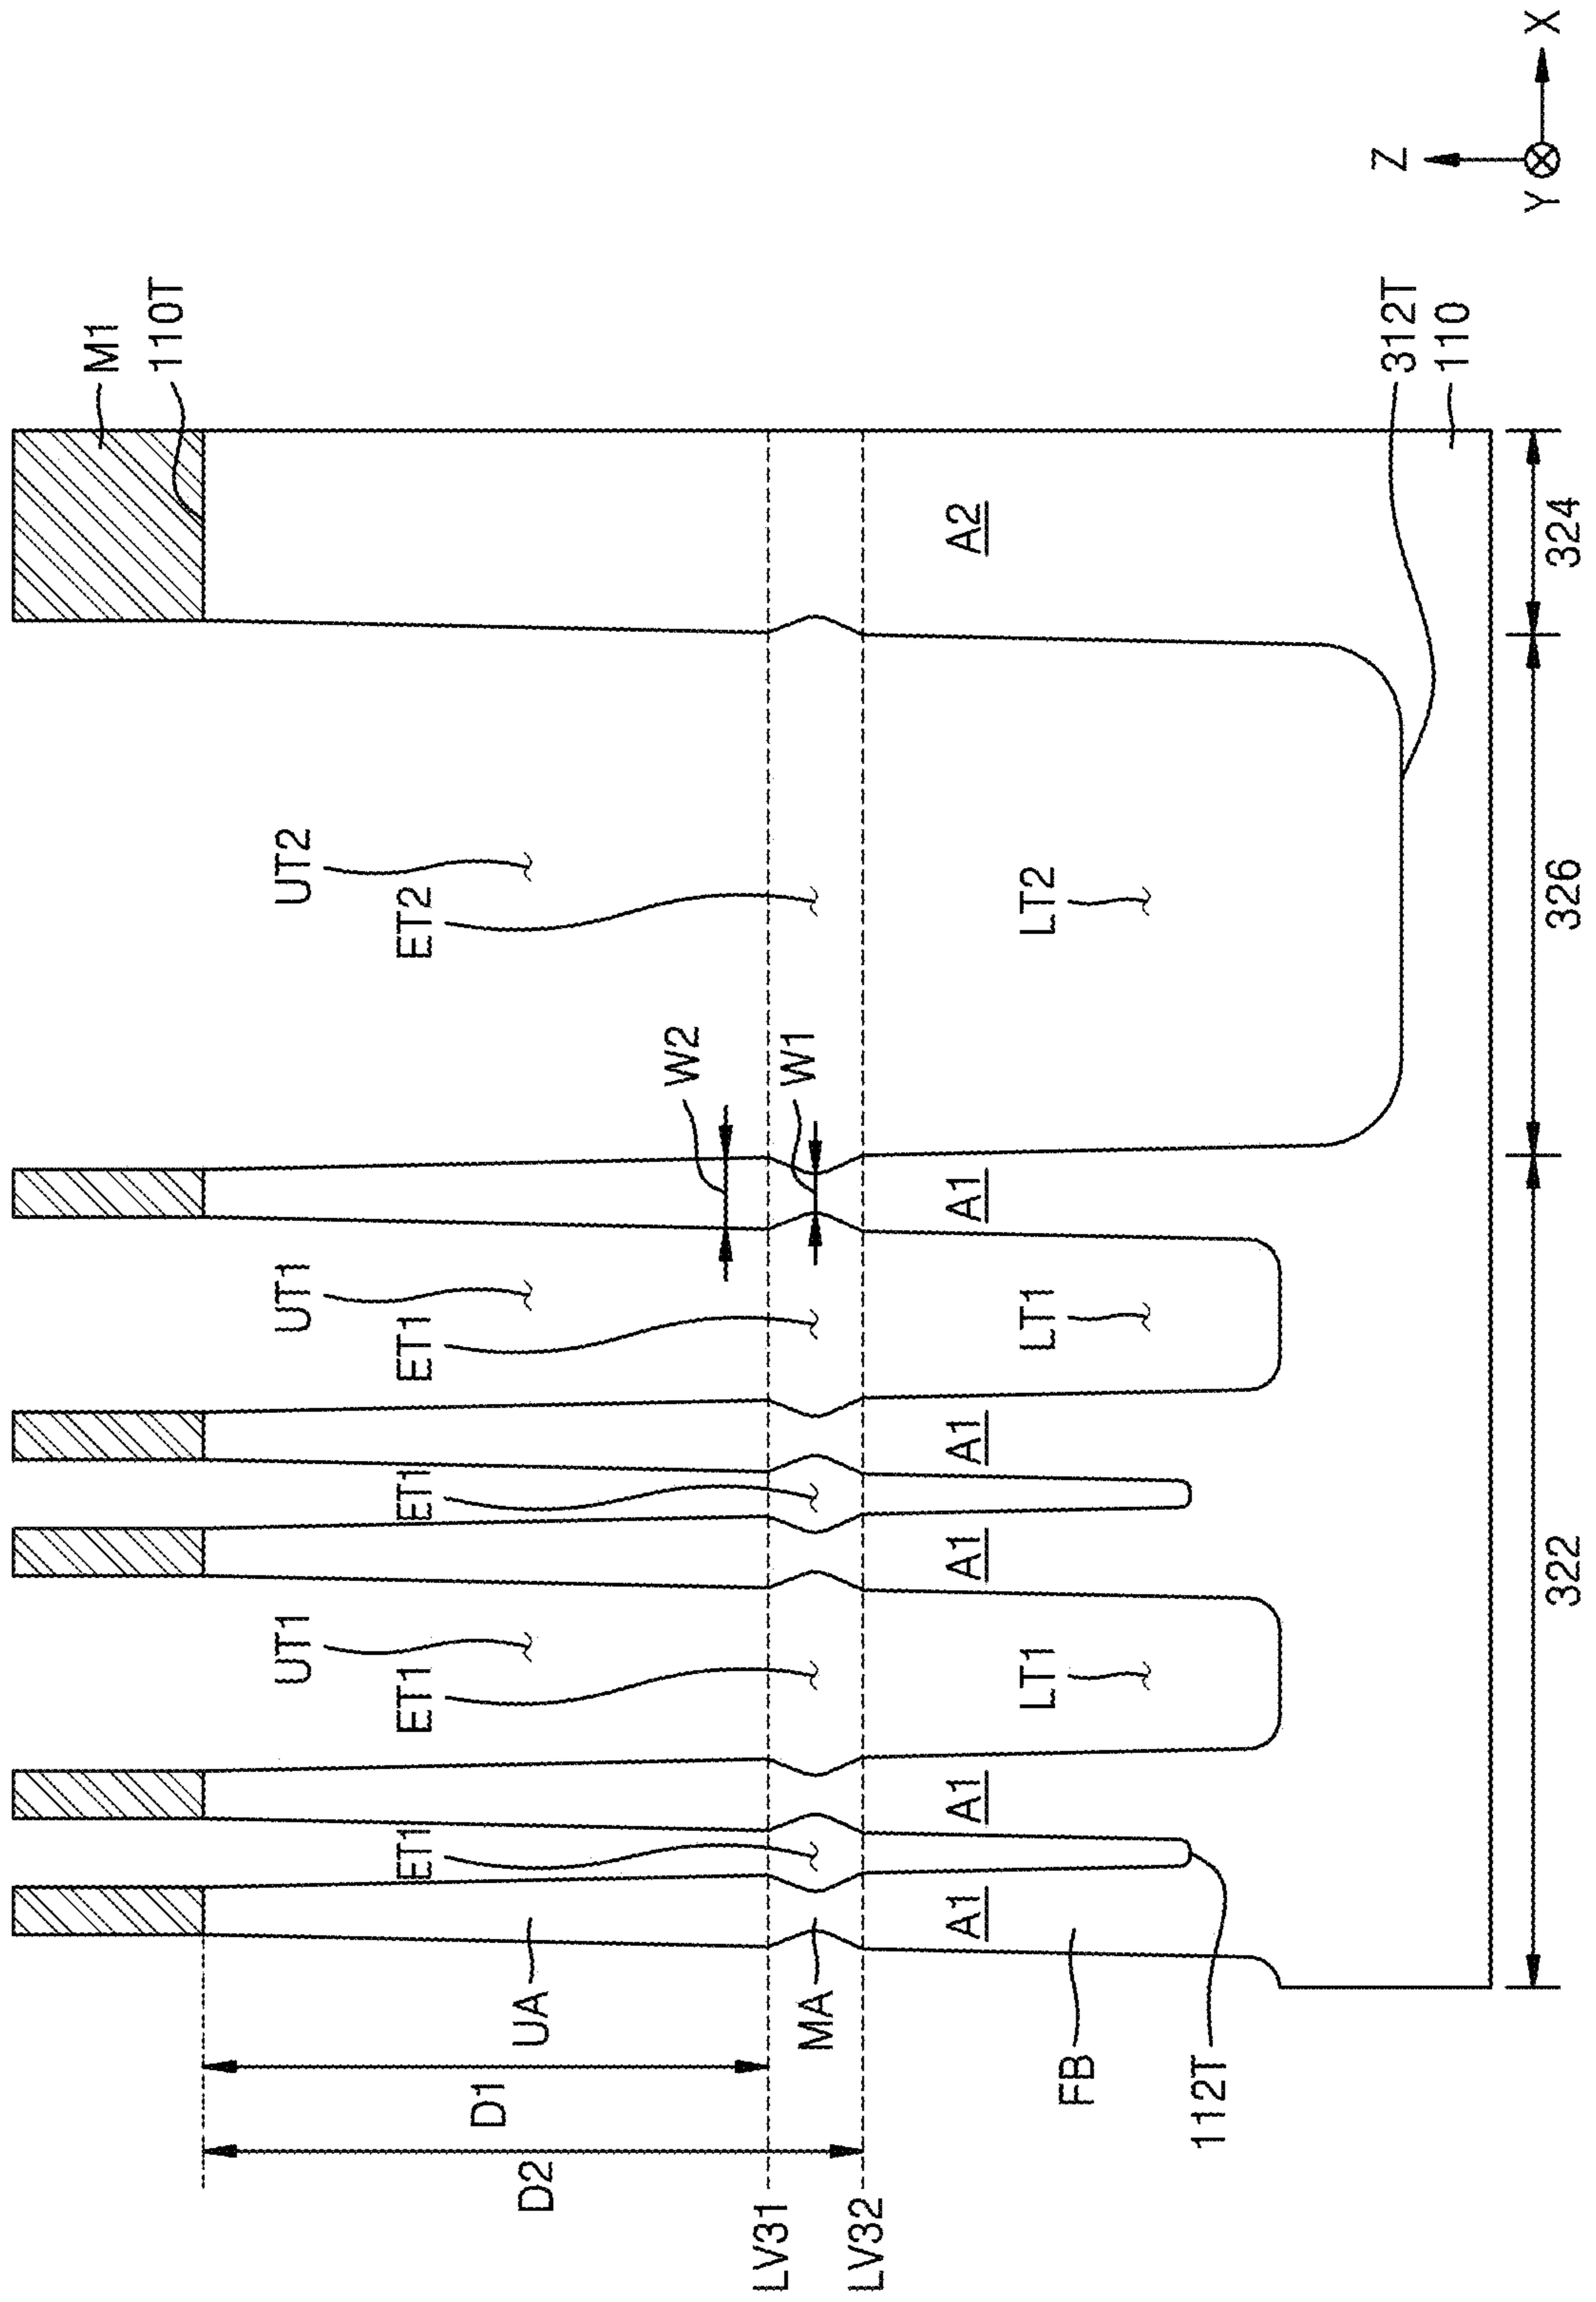 M1
110T
UT2
ET2
W2
W1
UT1
ET1
ET1
UT1
ET1
ET1
UA
MA
D1
D2
LV31
LV32
A2
A1
A1
A1
A1
A1
LT2
LT1
LT1
FB
112T
312T
110
322
326
324
Z
Y
X